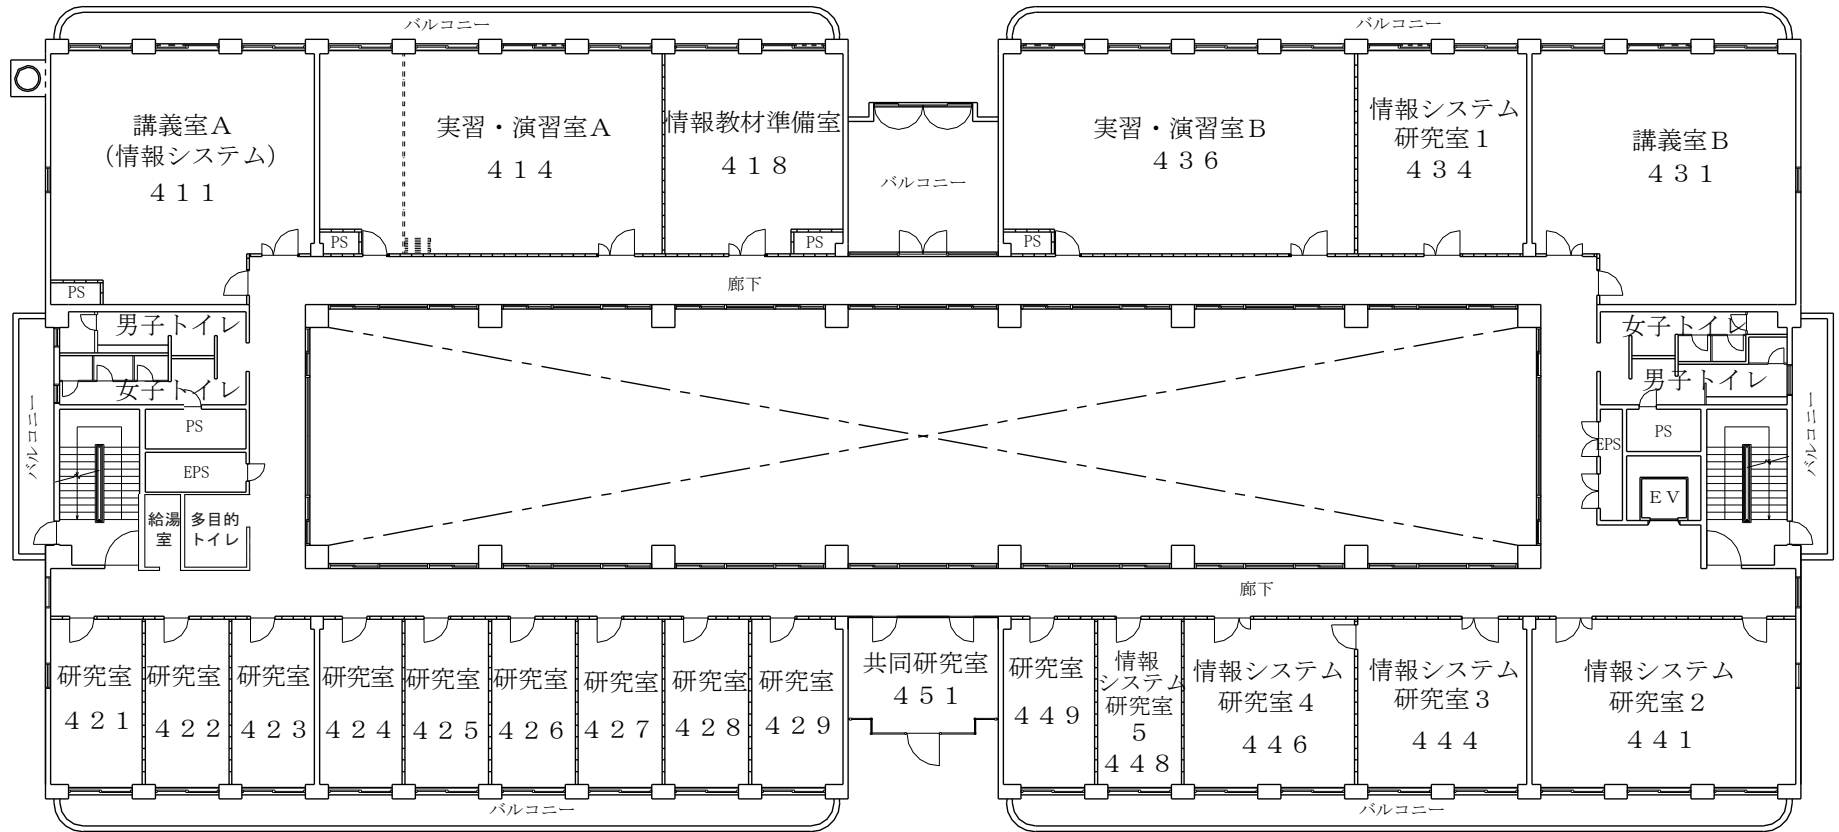 バルコニー
バルコニー
講義室Ａ
（情報システム）
４１１
実習・演習室Ａ
４１４
情報教材準備室
４１８
バルコニー
実習・演習室Ｂ
４３６
情報システム
研究室１
４３４
講義室Ｂ
４３１
PS
PS
PS
PS
廊下
男子トイレ
女子トイレ
PS
EPS
給湯
室
多目的
トイレ
バルコニー
女子トイレ
男子トイレ
EPS
PS
ＥＶ
バルコニー
廊下
研究室
４２１
研究室
４２２
研究室
４２３
研究室
４２４
研究室
４２５
研究室
４２６
研究室
４２７
研究室
４２８
研究室
４２９
共同研究室
４５１
研究室
４４９
情報
システム
研究室
５
４４８
情報システム
研究室４
４４６
情報システム
研究室３
４４４
情報システム
研究室２
４４１
バルコニー
バルコニー